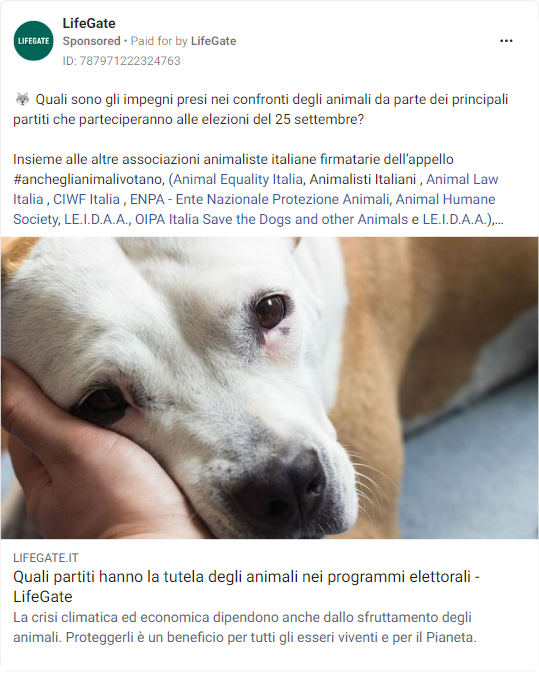 LifeGate
LIFEGATE
Sponsored • Paid for by LifeGate
ID: 787971222324763
🐺 Quali sono gli impegni presi nei confronti degli animali da parte dei principali
partiti che parteciperanno alle elezioni del 25 settembre?
Insieme alle altre associazioni animaliste italiane firmatarie dell'appello
#ancheglianimalivotano, (Animal Equality Italia, Animalisti Italiani , Animal Law
Italia , CIWF Italia , ENPA - Ente Nazionale Protezione Animali, Animal Humane
Society, LE.I.D.A.A., OIPA Italia Save the Dogs and other Animals e LE.I.D.A.A.),...
LIFEGATE.IT
Quali partiti hanno la tutela degli animali nei programmi elettorali -
LifeGate
La crisi climatica ed economica dipendono anche dallo sfruttamento degli
animali. Proteggerli è un beneficio per tutti gli esseri viventi e per il Pianeta.